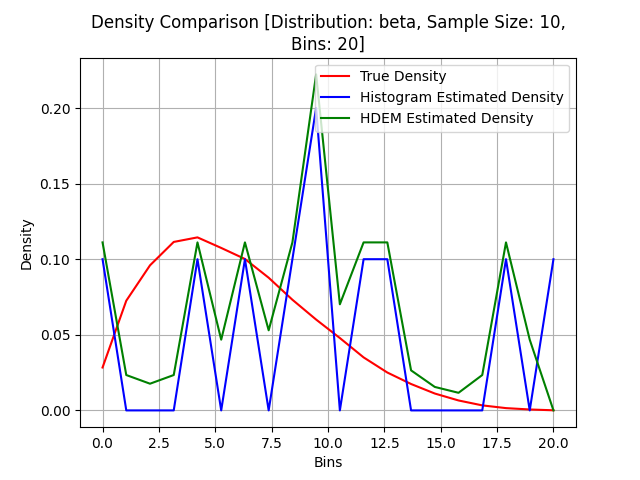 Density Comparison [Distribution: beta, Sample Size: 10,
Bins: 20]
True Density
Histogram Estimated Density
HDEM Estimated Density
Density
0.20
0.15
0.10
0.05
0.00
0.0 2.5 5.0 7.5 10.0 12.5 15.0 17.5 20.0
Bins